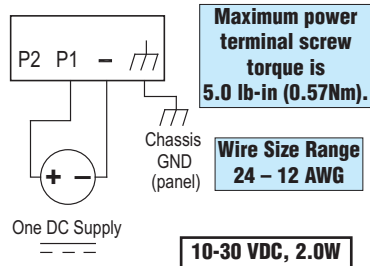 P2 P1 –
Maximum power
terminal screw
torque is
5.0 lb-in (0.57Nm).
Chassis
GND
(panel)
Wire Size Range
24 – 12 AWG
+ –
One DC Supply
10-30 VDC, 2.0W